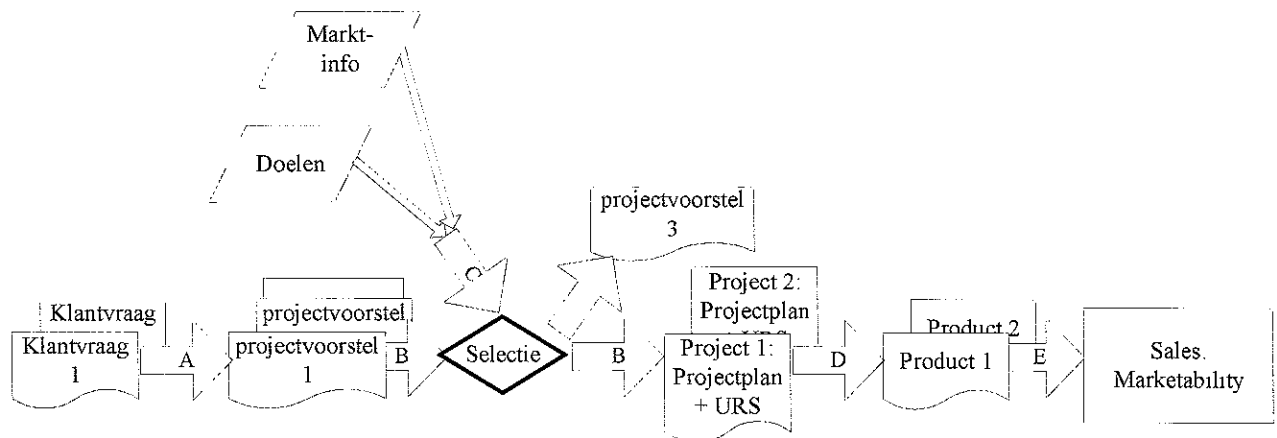 Markt-
info
Doelen
projectvoorstel
3
Klantvraag
Klantvraag
1
A
projectvoorstel
projectvoorstel
1
B
C
Selectie
B
Project 2:
Projectplan
+ URS
Project 1:
Projectplan
+ URS
D
Product 2
Product 1
E
Sales.
Marketability